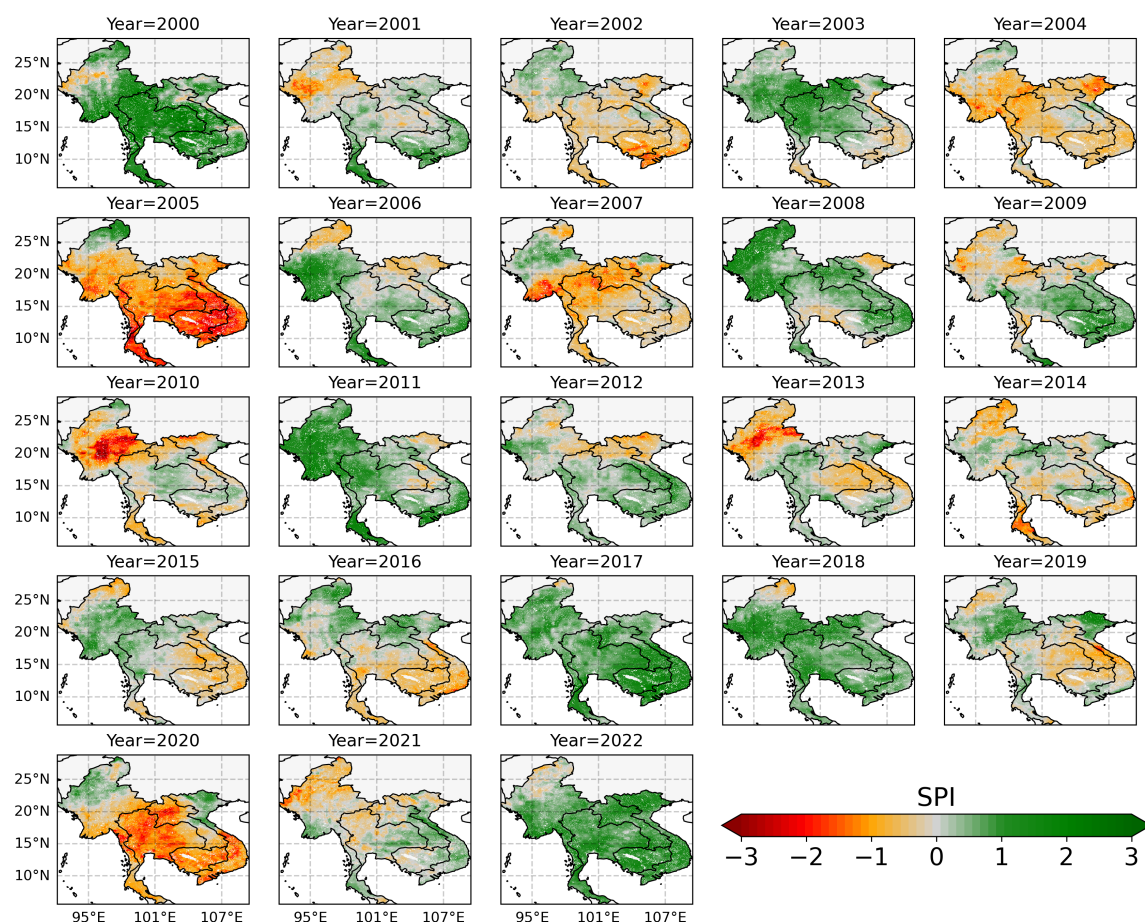 Year=2000 Year=2001 Year=2002 Year=2003 Year=2004
25°N
20°N
15°N
10°N
Year=2005 Year=2006 Year=2007 Year=2008 Year=2009
25°N
20°N
15°N
10°N
Year=2010 Year=2011 Year=2012 Year=2013 Year=2014
25°N
20°N
15°N
10°N
Year=2015 Year=2016 Year=2017 Year=2018 Year=2019
25°N
20°N
15°N
10°N
Year=2020 Year=2021 Year=2022
25°N
20°N
15°N
10°N
95°E 101°E 107°E 95°E 101°E 107°E 95°E 101°E 107°E
SPI
−3 −2 −1 0 1 2 3